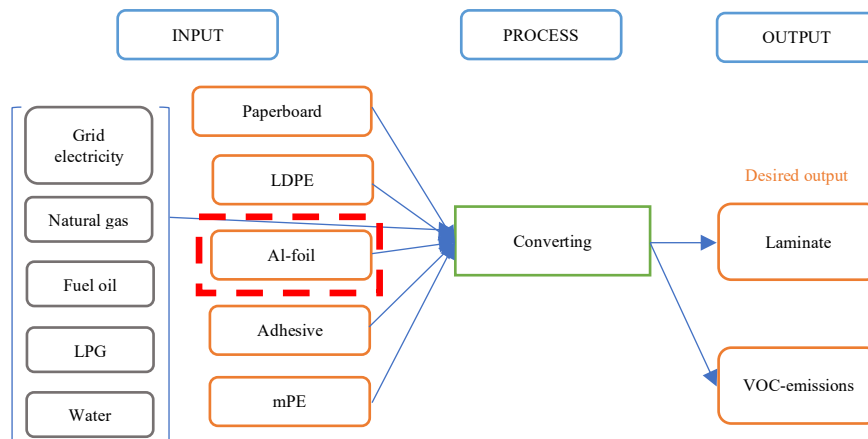 INPUT
PROCESS
OUTPUT
Grid
electricity
Natural gas
Fuel oil
LPG
Water
Paperboard
LDPE
Al-foil
Adhesive
mPE
Converting
Desired output
Laminate
VOC-emissions